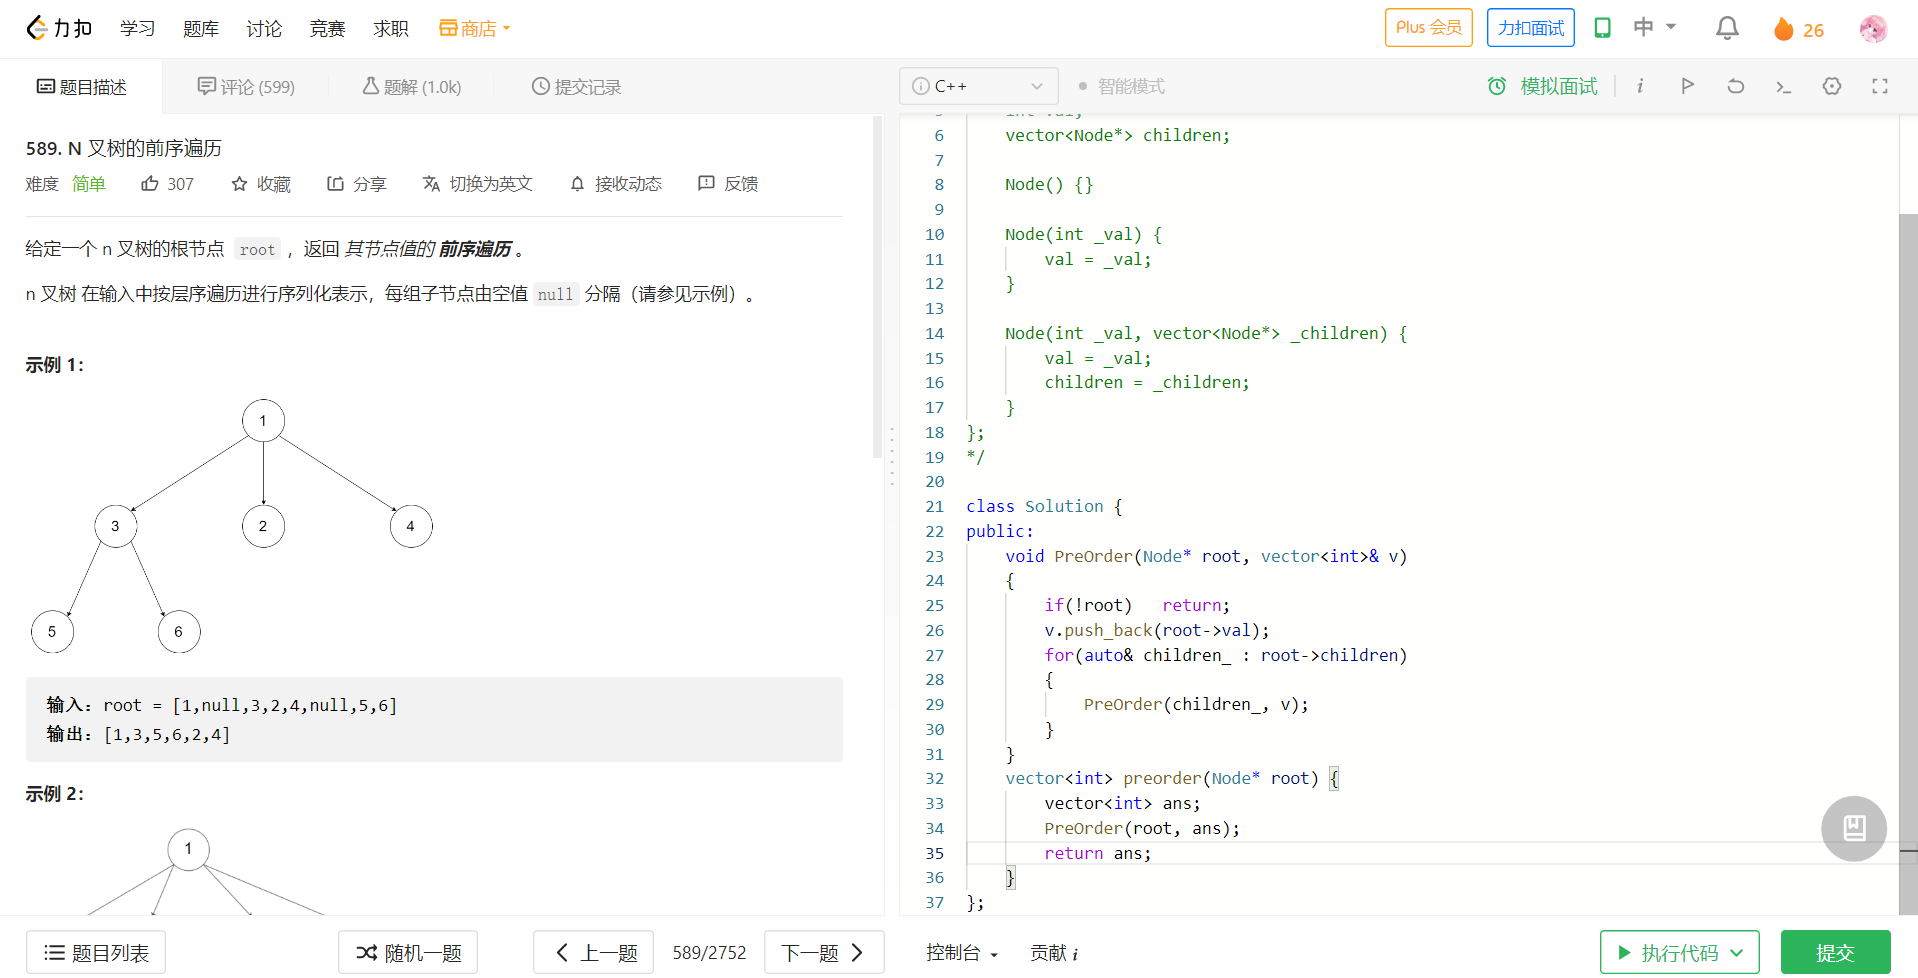 力扣 学习 题库 讨论 竞赛 求职 商店 Plus 会员 力扣面试 中 26
题目描述 评论 (599) 题解 (1.0k) 提交记录
589. N 叉树的前序遍历
难度 简单 307 收藏 分享 切换为英文 接收动态 反馈
给定一个 n 叉树的根节点 root ，返回 其节点值的 前序遍历 。
n 叉树 在输入中按层序遍历进行序列化表示，每组子节点由空值 null 分隔（请参见示例）。
示例 1：
1
3 2 4
5 6
输入：root = [1,null,3,2,4,null,5,6]
输出：[1,3,5,6,2,4]
示例 2：
1
题目列表 随机一题 上一题 589/2752 下一题
C++ 智能模式 模拟面试 i
5 int val;
6 vector<Node*> children;
7
8 Node() {}
9
10 Node(int _val) {
11 val = _val;
12 }
13
14 Node(int _val, vector<Node*> _children) {
15 val = _val;
16 children = _children;
17 }
18 };
19 */
20
21 class Solution {
22 public:
23 void PreOrder(Node* root, vector<int>& v)
24 {
25 if(!root) return;
26 v.push_back(root->val);
27 for(auto& children_ : root->children)
28 {
29 PreOrder(children_, v);
30 }
31 }
32 vector<int> preorder(Node* root) {
33 vector<int> ans;
34 PreOrder(root, ans);
35 return ans;
36 }
37 };
控制台 贡献 i 执行代码 提交